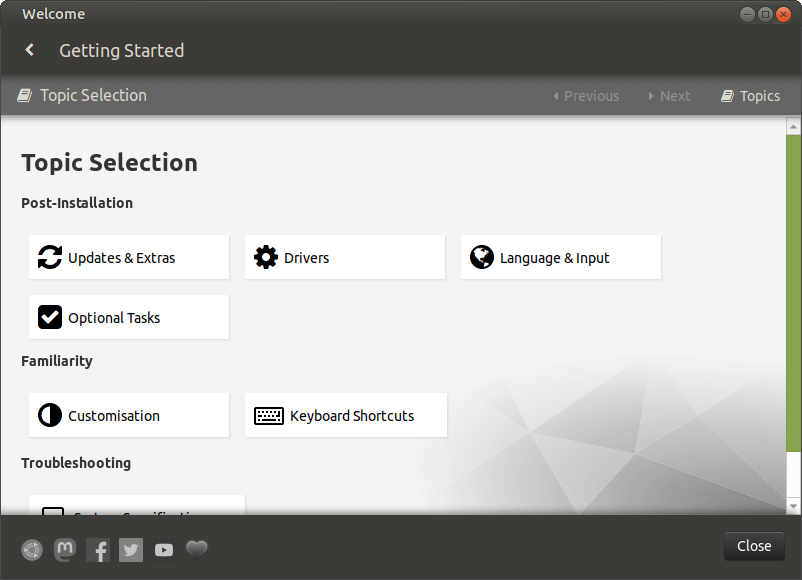 Welcome
Getting Started
Topic Selection
Previous
Next
Topics
Topic Selection
Post-Installation
Updates & Extras
Drivers
Language & Input
Optional Tasks
Familiarity
Customisation
Keyboard Shortcuts
Troubleshooting
Close